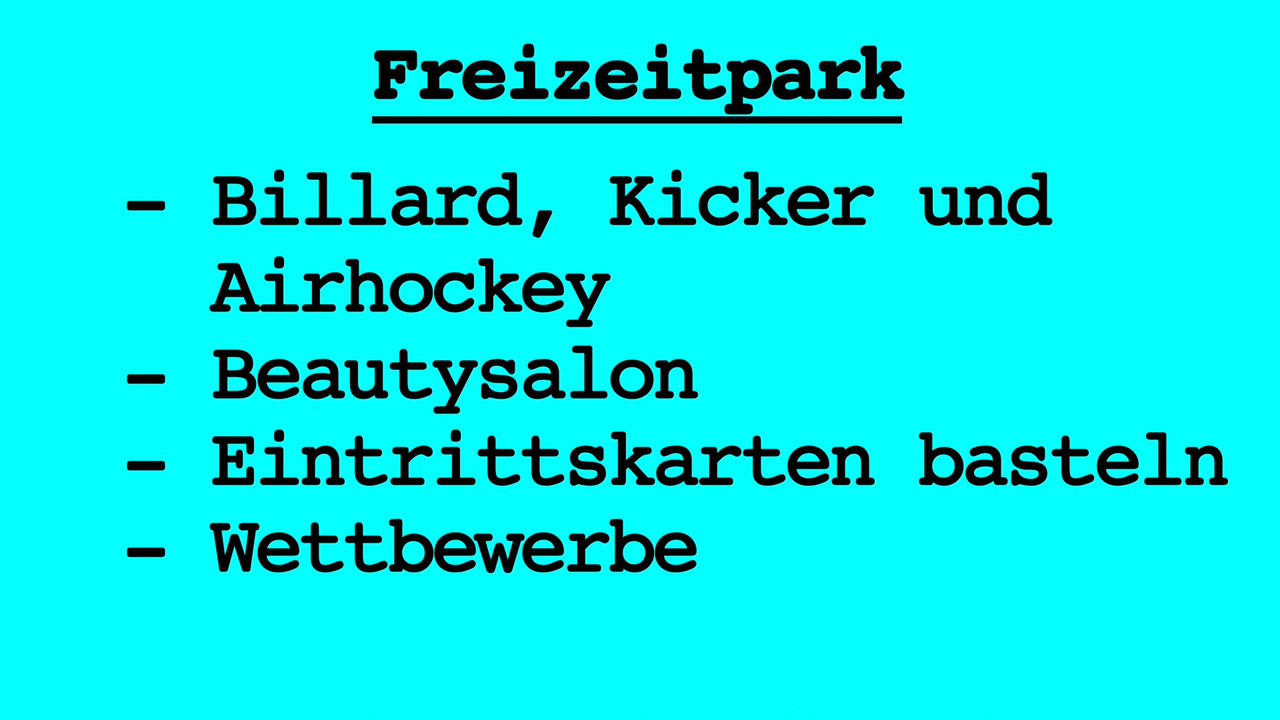 Freizeitpark
- Billard, Kicker und
Airhockey
- Beautysalon
- Eintrittskarten basteln
- Wettbewerbe